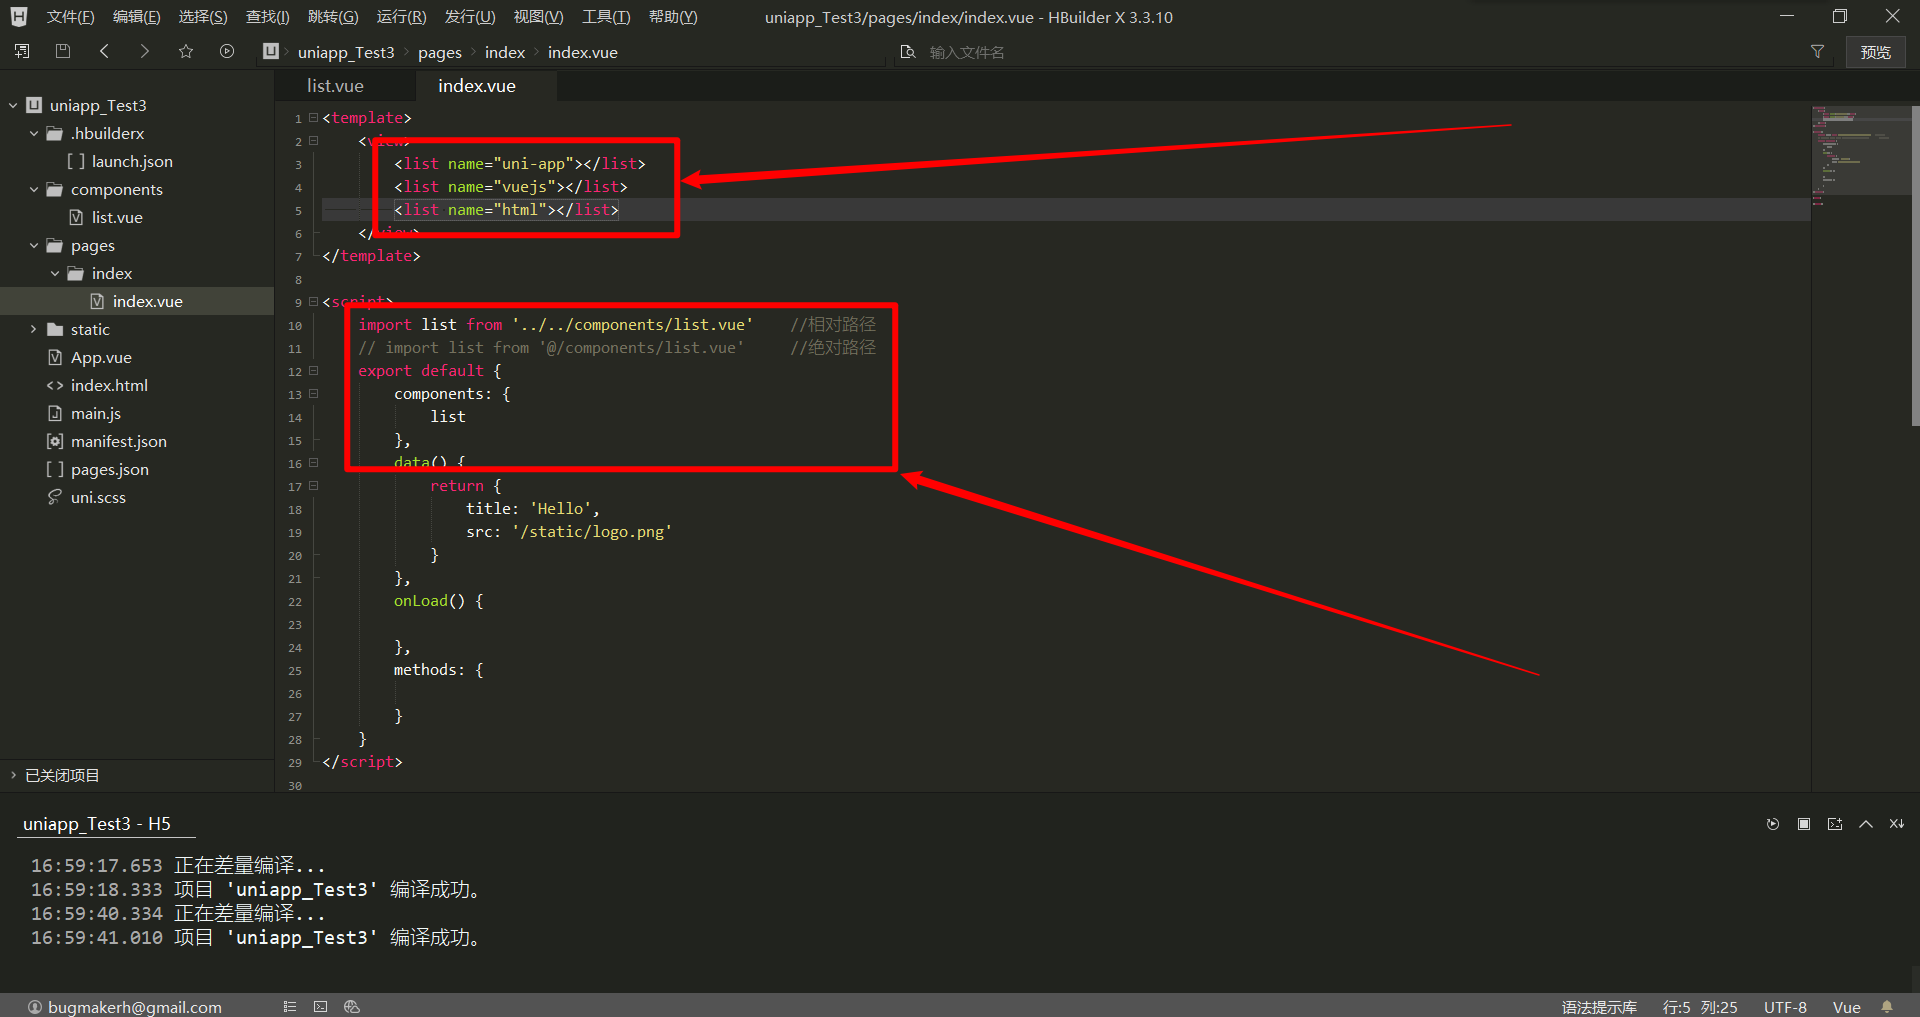 文件(F) 编辑(E) 选择(S) 查找(I) 跳转(G) 运行(R) 发行(U) 视图(V) 工具(T) 帮助(Y) uniapp_Test3/pages/index/index.vue - HBuilder X 3.3.10
uniapp_Test3 pages index index.vue 输入文件名 预览
list.vue index.vue
uniapp_Test3
.hbuilderx
launch.json
components
list.vue
pages
index
index.vue
static
App.vue
index.html
main.js
manifest.json
pages.json
uni.scss
已关闭项目
1 <template>
2 <view>
3 <list name="uni-app"></list>
4 <list name="vuejs"></list>
5 <list name="html"></list>
6 </view>
7 </template>
8
9 <script>
10 import list from '../../components/list.vue' //相对路径
11 // import list from '@/components/list.vue' //绝对路径
12 export default {
13 components: {
14 list
15 },
16 data() {
17 return {
18 title: 'Hello',
19 src: '/static/logo.png'
20 }
21 },
22 onLoad() {
23
24 },
25 methods: {
26
27 }
28 }
29 </script>
30
uniapp_Test3 - H5
16:59:17.653 正在差量编译...
16:59:18.333 项目 'uniapp_Test3' 编译成功。
16:59:40.334 正在差量编译...
16:59:41.010 项目 'uniapp_Test3' 编译成功。
bugmakerh@gmail.com 语法提示库 行:5 列:25 UTF-8 Vue